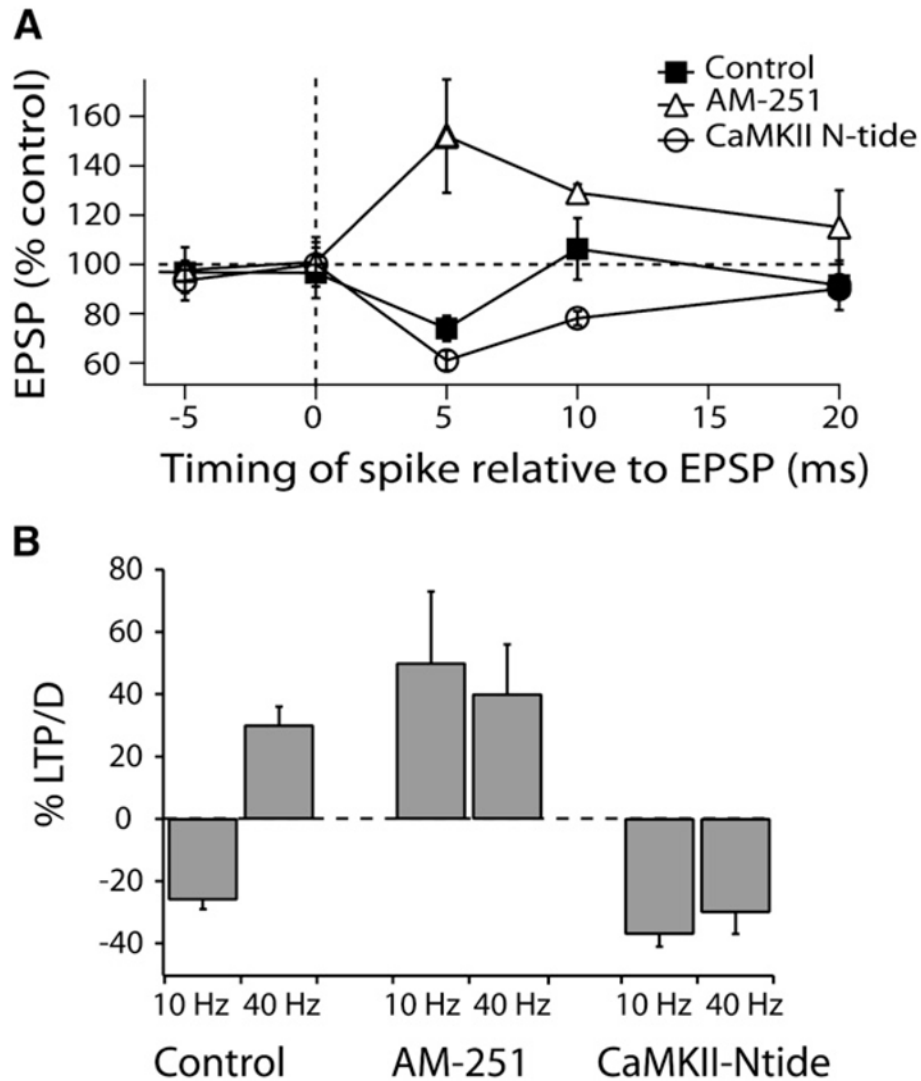 A
EPSP (% control)
160
140
120
100
80
60
Control
AM-251
CaMKII N-tide
-5 0 5 10 15 20
Timing of spike relative to EPSP (ms)
B
% LTP/D
80
60
40
20
0
-20
-40
10 Hz 40 Hz 10 Hz 40 Hz 10 Hz 40 Hz
Control AM-251 CaMKII-Ntide